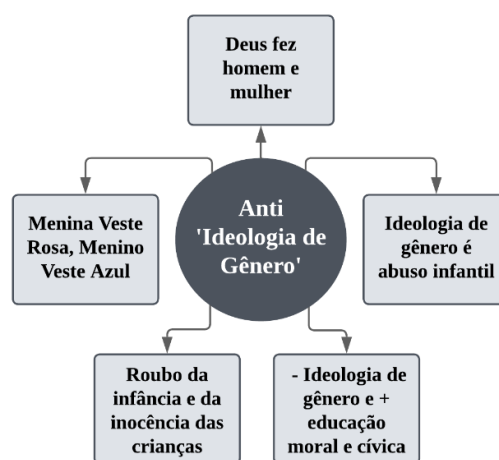 Deus fez
homem e
mulher
Menina Veste
Rosa, Menino
Veste Azul
Anti
'Ideologia de
Gênero'
Ideologia de
gênero é
abuso infantil
Roubo da
infância e da
inocência das
crianças
- Ideologia de
gênero e +
educação
moral e cívica